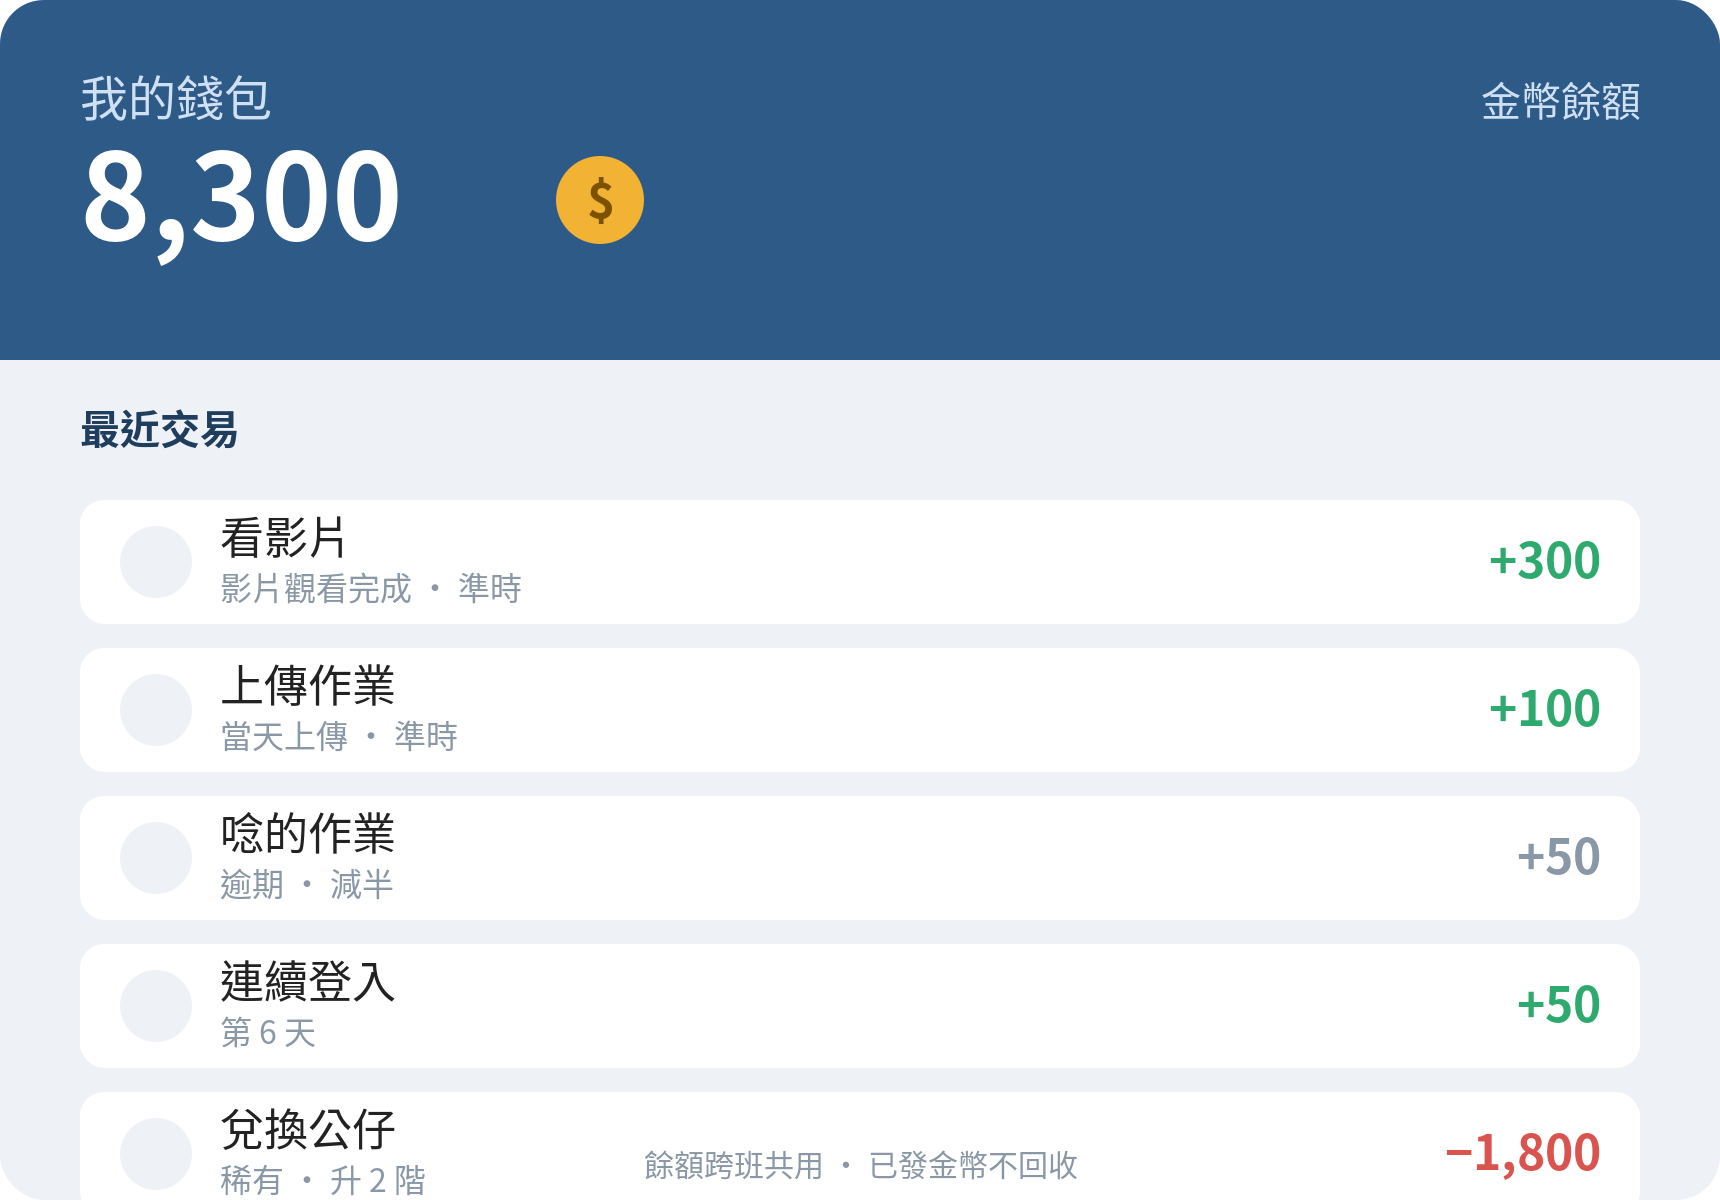 我的錢包
金幣餘額
8,300
$
最近交易
看影片
影片觀看完成 · 準時
+300
上傳作業
當天上傳 · 準時
+100
唸的作業
逾期 · 減半
+50
連續登入
第 6 天
+50
兌換公仔
稀有 · 升 2 階
餘額跨班共用 · 已發金幣不回收
−1,800